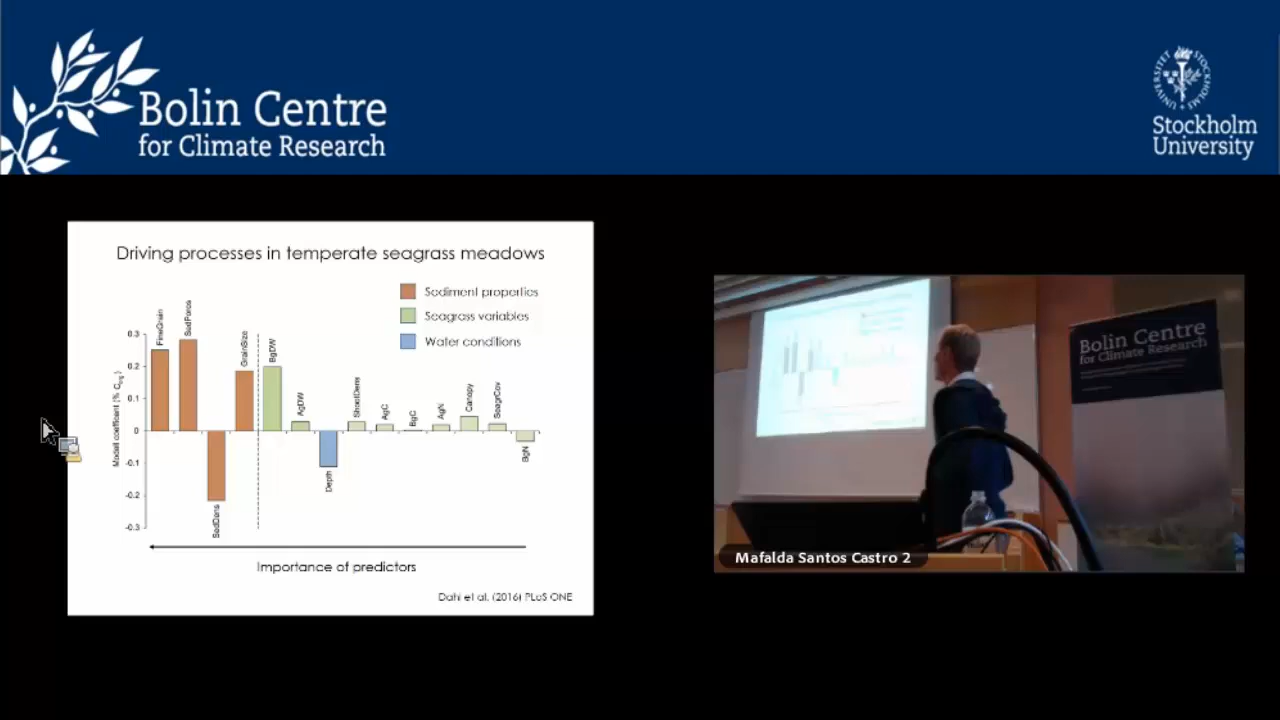 Bolin Centre
for Climate Research
Stockholm
University
Driving processes in temperate seagrass meadows
Sediment properties
Seagrass variables
Water conditions
Modell coefficient (% Corg)
0.3
0.2
0.1
0
-0.1
-0.2
-0.3
FineGrain
SedPoros
SedDens
GrainSize
BgDW
AgDW
Depth
ShootDens
AgC
BgC
AgN
Canopy
SeagrCov
BgN
Importance of predictors
Dahl et al. (2016) PLoS ONE
Bolin Centre
for Climate Research
Mafalda Santos Castro 2